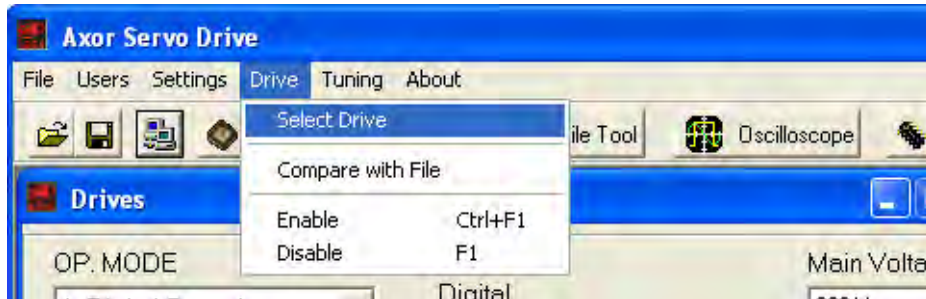 Axor Servo Drive
File Users Settings Drive Tuning About
Select Drive
ile Tool Oscilloscope
Compare with File
Drives
Enable Ctrl+F1
Disable F1
OP. MODE Main Volta
Digital